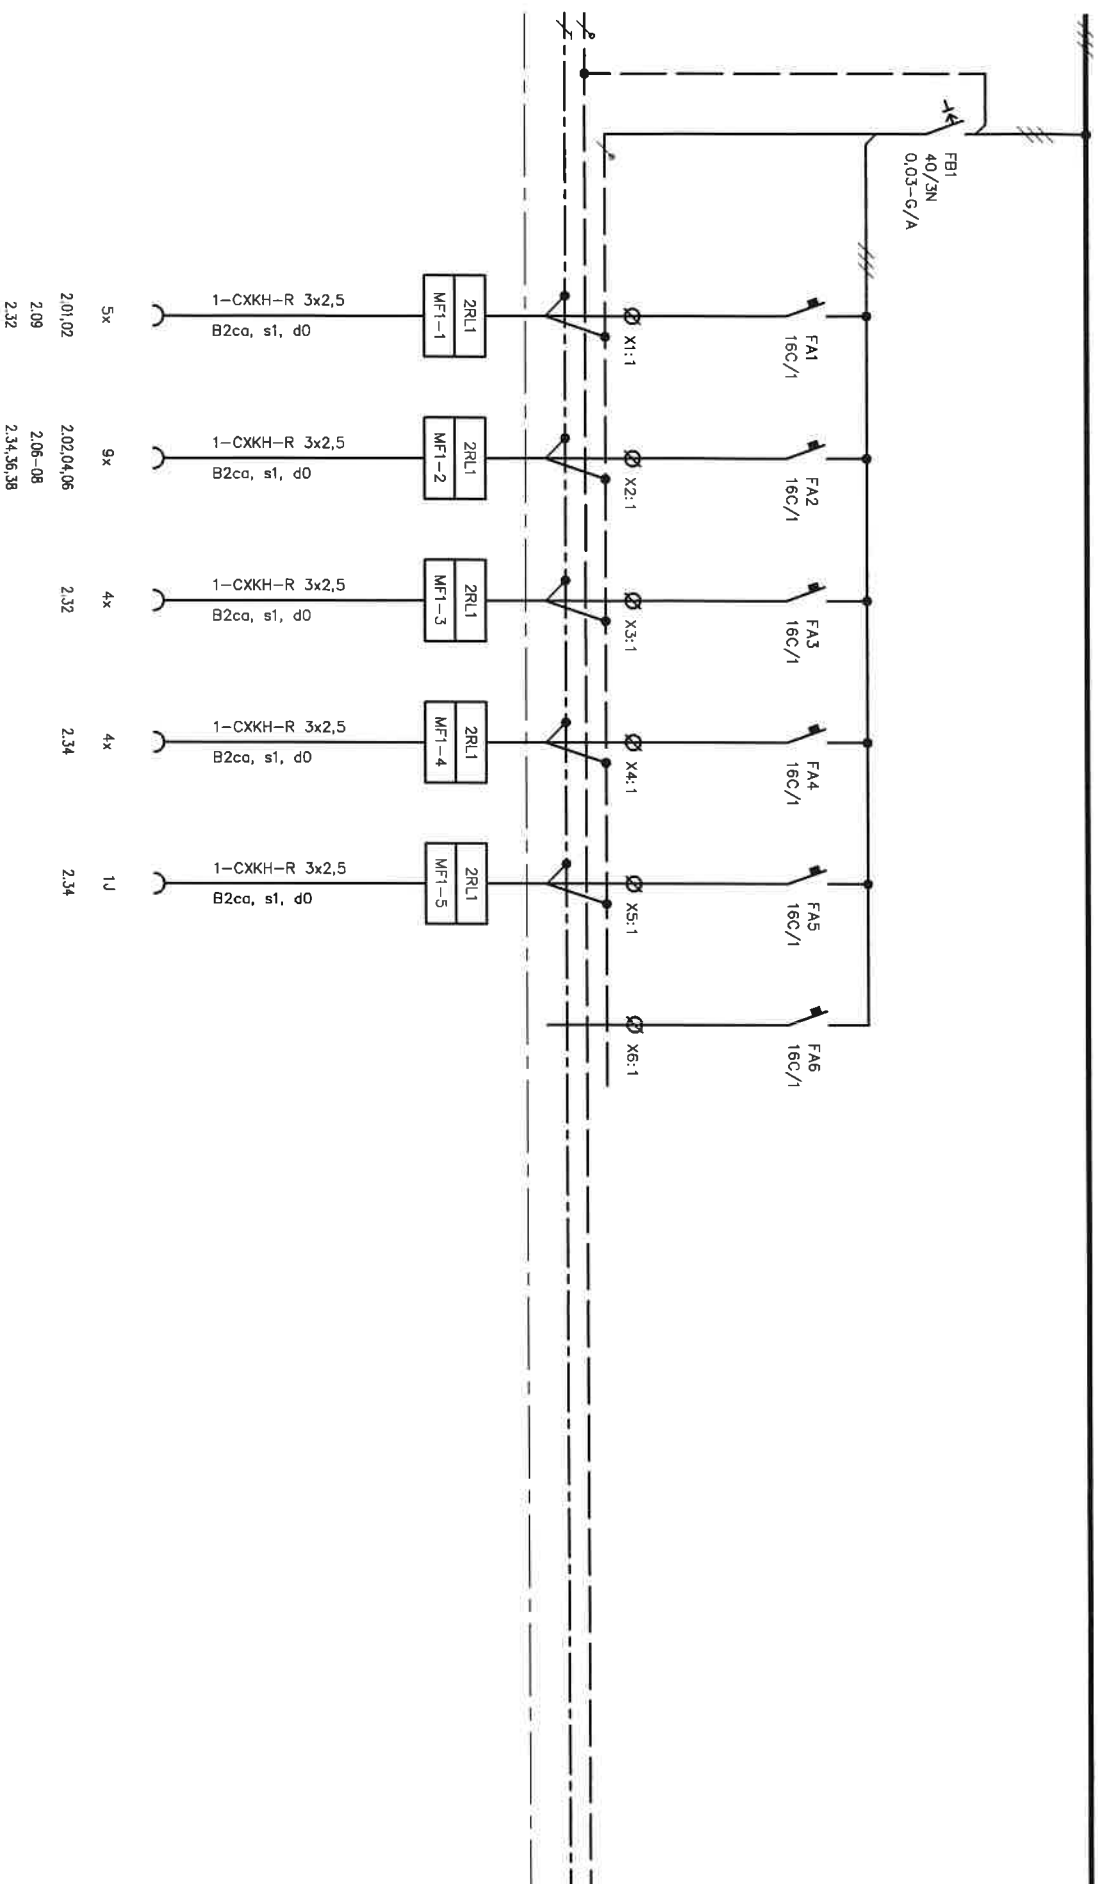 FB1
40/3N
0,03-G/A
FA1
16C/1
FA2
16C/1
FA3
16C/1
FA4
16C/1
FA5
16C/1
FA6
16C/1
X1:1
X2:1
X3:1
X4:1
X5:1
X6:1
2RL1
MF1-1
2RL1
MF1-2
2RL1
MF1-3
2RL1
MF1-4
2RL1
MF1-5
1-CXKH-R 3x2,5
B2ca, s1, d0
1-CXKH-R 3x2,5
B2ca, s1, d0
1-CXKH-R 3x2,5
B2ca, s1, d0
1-CXKH-R 3x2,5
B2ca, s1, d0
1-CXKH-R 3x2,5
B2ca, s1, d0
5x
2.01,02
2.09
2.32
9x
2.02,04,06
2.06-08
2.34,36,38
4x
2.32
4x
2.34
1J
2.34